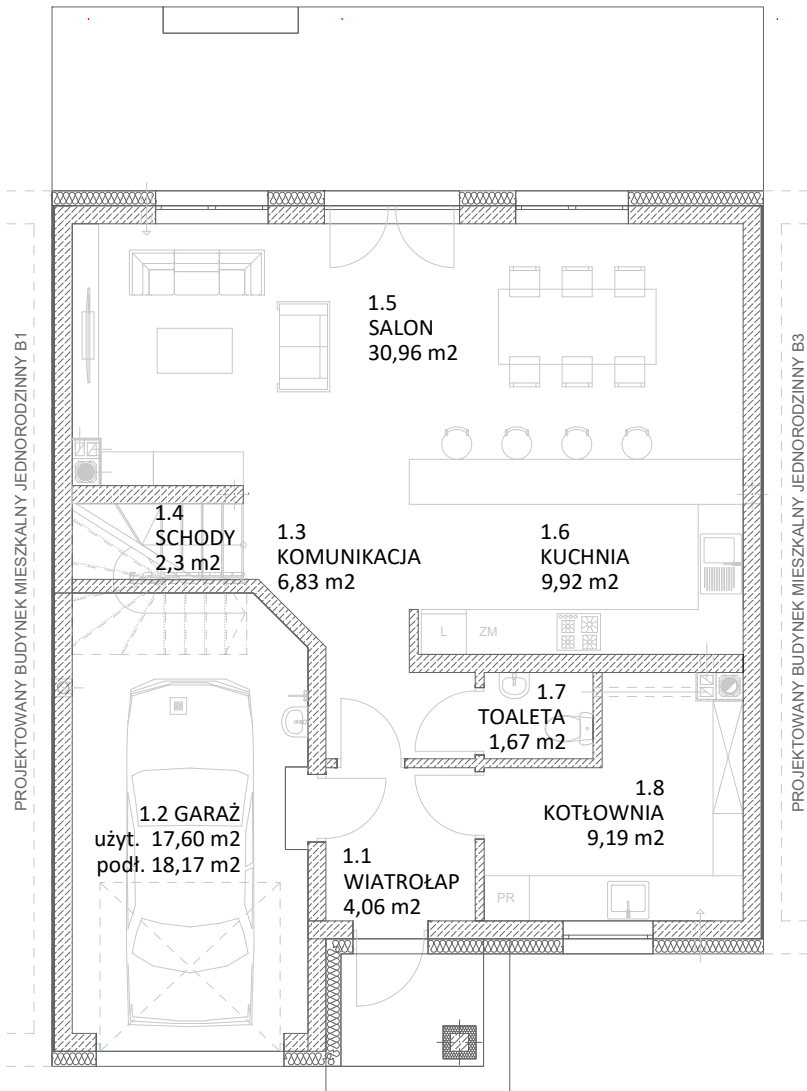 PROJEKTOWANY BUDYNEK MIESZKALNY JEDNORODZINNY B1
1.5
SALON
30,96 m2
1.4
SCHODY
2,3 m2
1.3
KOMUNIKACJA
6,83 m2
1.6
KUCHNIA
9,92 m2
L
ZM
1.7
TOALETA
1,67 m2
1.2 GARAŻ
użyt. 17,60 m2
podł. 18,17 m2
1.8
KOTŁOWNIA
9,19 m2
1.1
WIATROŁAP
4,06 m2
PR
PROJEKTOWANY BUDYNEK MIESZKALNY JEDNORODZINNY B3